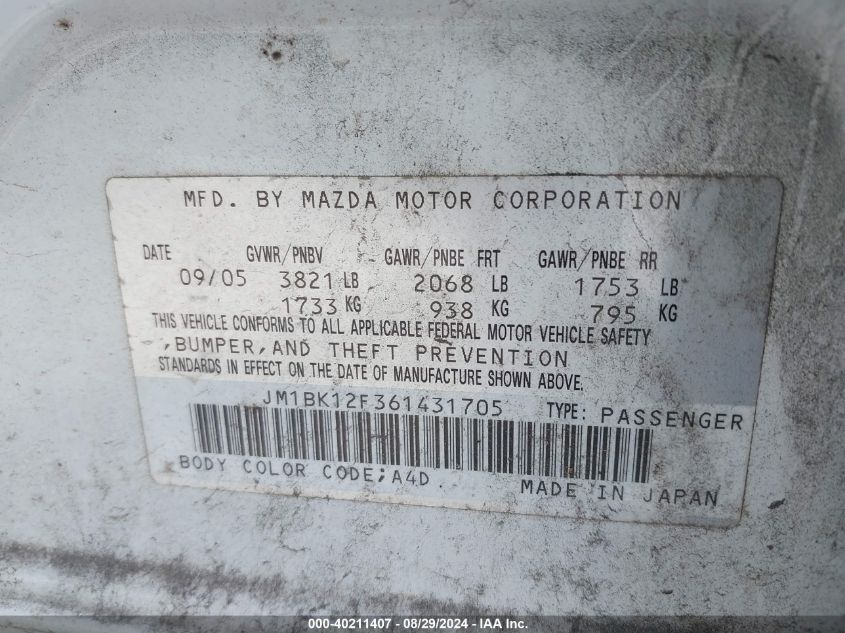 MFD. BY MAZDA MOTOR CORPORATION
DATE GVWR/PNBV GAWR/PNBE FRT GAWR/PNBE RR
09/05 3821 LB 2068 LB 1753 LB
1733 KG 938 KG 795 KG
THIS VEHICLE CONFORMS TO ALL APPLICABLE FEDERAL MOTOR VEHICLE SAFETY
,BUMPER,AND THEFT PREVENTION
STANDARDS IN EFFECT ON THE DATE OF MANUFACTURE SHOWN ABOVE.
JM1BK12F361431705 TYPE: PASSENGER
BODY COLOR CODE;A4D
MADE IN JAPAN
000-40211407 - 08/29/2024 - IAAI, Inc.